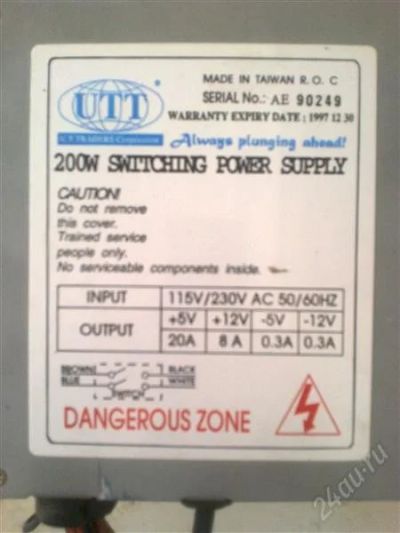 UTT
MADE IN TAIWAN R. O. C
SERIAL No.: AE 90249
WARRANTY EXPIRY DATE : 1997 12 30
Always plunging ahead!
200W SWITCHING POWER SUPPLY
CAUTION!
Do not remove
this cover.
Trained service
people only.
No serviceable components inside.
INPUT 115V/230V AC 50/60HZ
OUTPUT +5V +12V -5V -12V
20A 8A 0.3A 0.3A
BROWN BLACK
BLUE WHITE
SWITCH
DANGEROUS ZONE
24au.ru